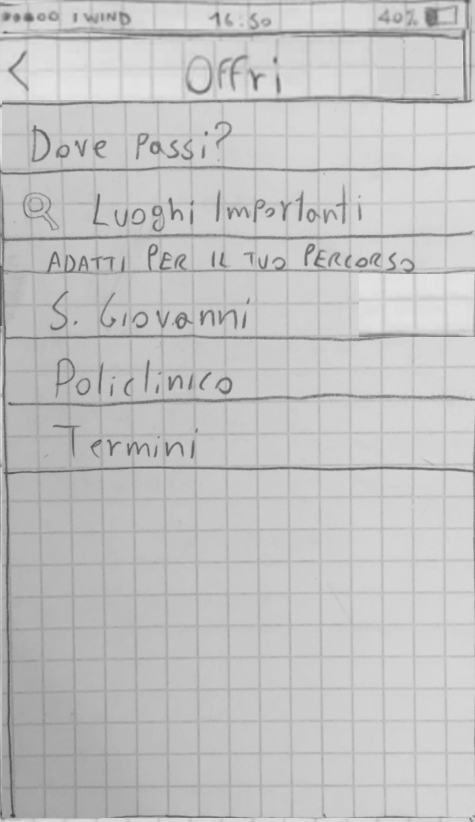 I WIND 16:50 40%
< Offri
Dove passi?
Luoghi Importanti
ADATTI PER IL TUO PERCORSO
S. Giovanni
Policlinico
Termini